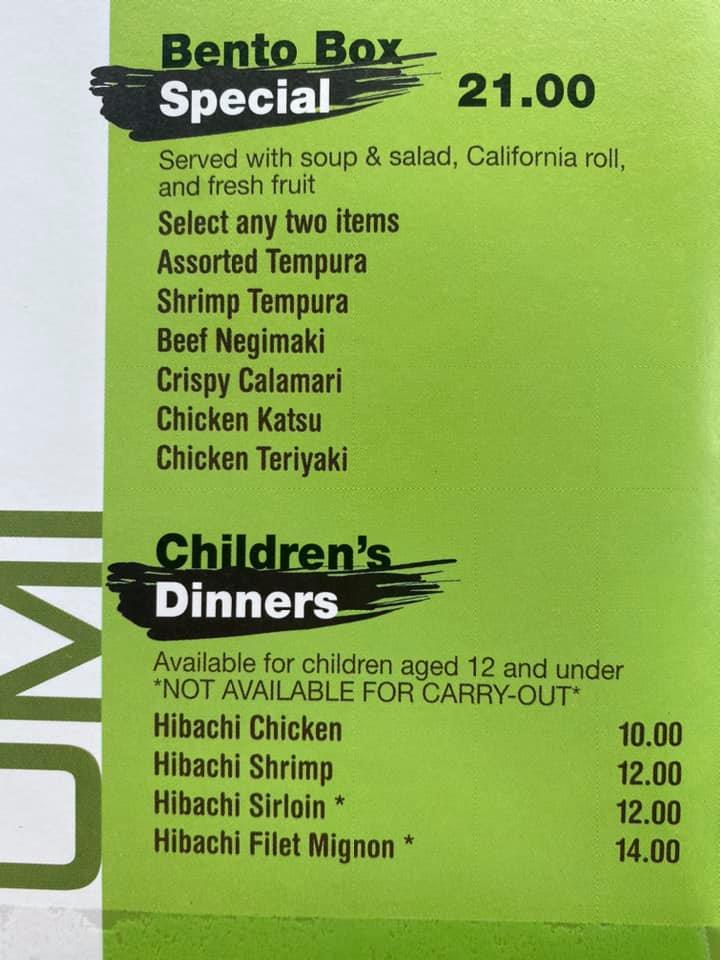 Bento Box
Special 21.00
Served with soup & salad, California roll,
and fresh fruit
Select any two items
Assorted Tempura
Shrimp Tempura
Beef Negimaki
Crispy Calamari
Chicken Katsu
Chicken Teriyaki
Children's
Dinners
Available for children aged 12 and under
*NOT AVAILABLE FOR CARRY-OUT*
Hibachi Chicken 10.00
Hibachi Shrimp 12.00
Hibachi Sirloin * 12.00
Hibachi Filet Mignon * 14.00
OMI